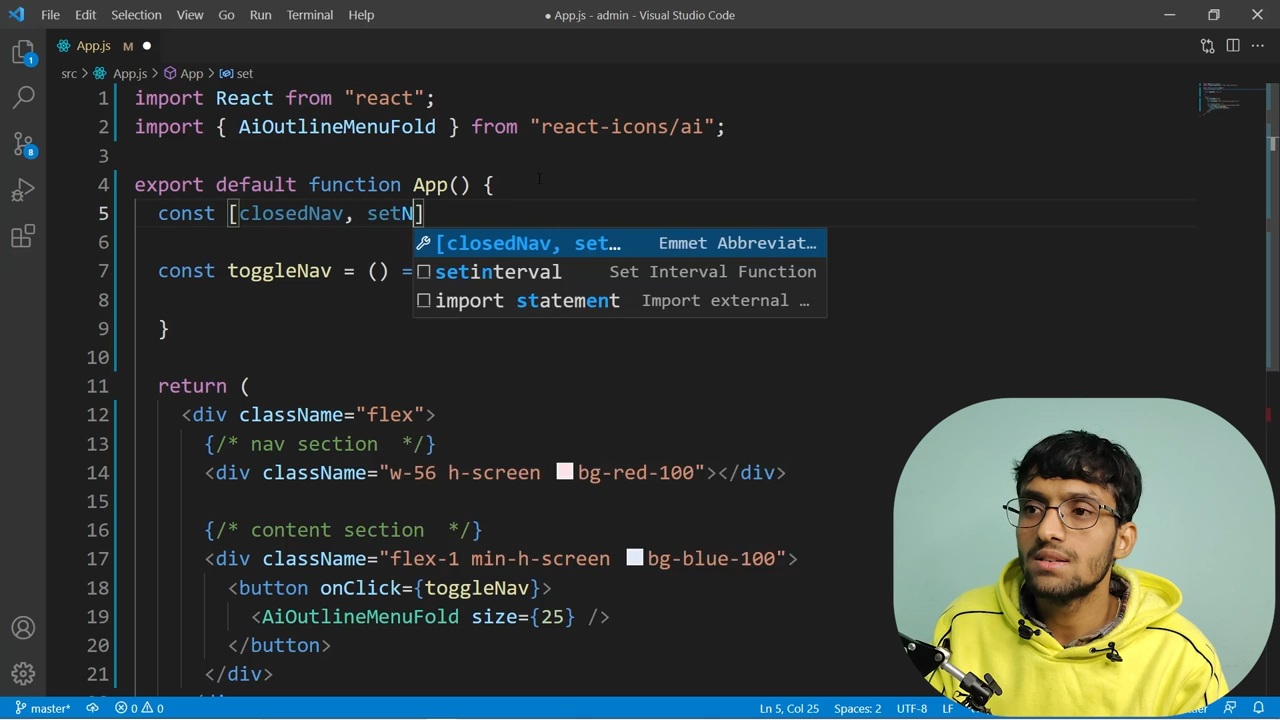 File Edit Selection View Go Run Terminal Help
● App.js - admin - Visual Studio Code
App.js M
src > App.js > App > set
1 import React from "react";
2 import { AiOutlineMenuFold } from "react-icons/ai";
3
4 export default function App() {
5 const [closedNav, setN]
[closedNav, set… Emmet Abbreviat…
6
setinterval Set Interval Function
7 const toggleNav = () =
import statement Import external …
8
9 }
10
11 return (
12 <div className="flex">
13 {/* nav section  */}
14 <div className="w-56 h-screen bg-red-100"></div>
15
16 {/* content section  */}
17 <div className="flex-1 min-h-screen bg-blue-100">
18 <button onClick={toggleNav}>
19 <AiOutlineMenuFold size={25} />
20 </button>
21 </div>
1
8
master* 0 0
Ln 5, Col 25 Spaces: 2 UTF-8 LF